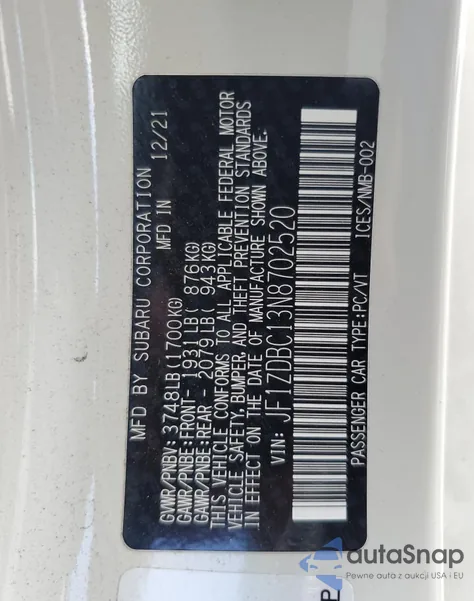 MFD BY SUBARU CORPORATION 12/21
MFD IN
GVWR/PNBV: 3748LB(1700KG)
GAWR/PNBE:FRONT-1931LB( 876KG)
GAWR/PNBE:REAR - 2079LB( 943KG)
THIS VEHICLE CONFORMS TO ALL APPLICABLE FEDERAL MOTOR
VEHICLE SAFETY, BUMPER, AND THEFT PREVENTION STANDARDS
IN EFFECT ON THE DATE OF MANUFACTURE SHOWN ABOVE.
VIN: JF1ZDBC13N8702520
PASSENGER CAR TYPE:PC/VT ICES/NMB-002
autoSnap
Pewne auta z aukcji USA i EU